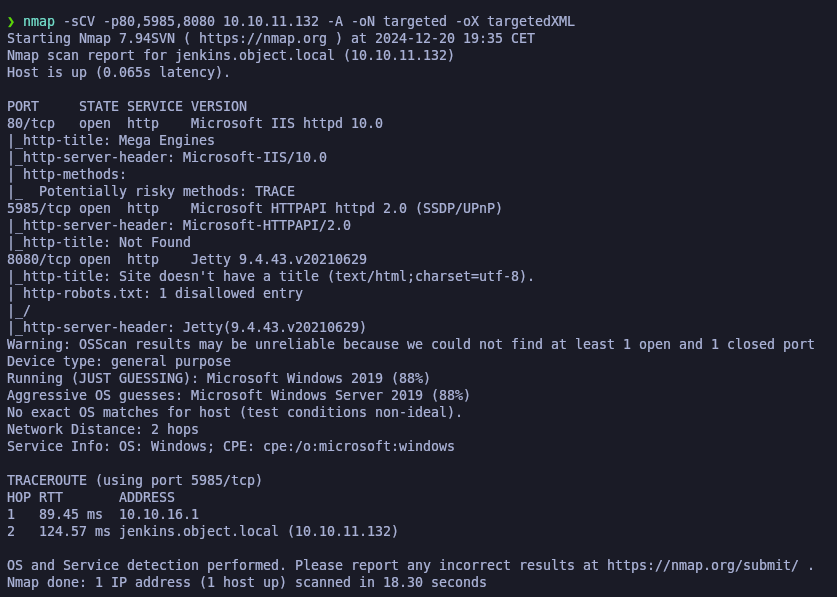 ❯ nmap -sCV -p80,5985,8080 10.10.11.132 -A -oN targeted -oX targetedXML
Starting Nmap 7.94SVN ( https://nmap.org ) at 2024-12-20 19:35 CET
Nmap scan report for jenkins.object.local (10.10.11.132)
Host is up (0.065s latency).

PORT     STATE SERVICE VERSION
80/tcp   open  http    Microsoft IIS httpd 10.0
|_http-title: Mega Engines
|_http-server-header: Microsoft-IIS/10.0
| http-methods:
|_  Potentially risky methods: TRACE
5985/tcp open  http    Microsoft HTTPAPI httpd 2.0 (SSDP/UPnP)
|_http-server-header: Microsoft-HTTPAPI/2.0
|_http-title: Not Found
8080/tcp open  http    Jetty 9.4.43.v20210629
|_http-title: Site doesn't have a title (text/html;charset=utf-8).
| http-robots.txt: 1 disallowed entry
|_/
|_http-server-header: Jetty(9.4.43.v20210629)
Warning: OSScan results may be unreliable because we could not find at least 1 open and 1 closed port
Device type: general purpose
Running (JUST GUESSING): Microsoft Windows 2019 (88%)
Aggressive OS guesses: Microsoft Windows Server 2019 (88%)
No exact OS matches for host (test conditions non-ideal).
Network Distance: 2 hops
Service Info: OS: Windows; CPE: cpe:/o:microsoft:windows

TRACEROUTE (using port 5985/tcp)
HOP RTT       ADDRESS
1   89.45 ms  10.10.16.1
2   124.57 ms jenkins.object.local (10.10.11.132)

OS and Service detection performed. Please report any incorrect results at https://nmap.org/submit/ .
Nmap done: 1 IP address (1 host up) scanned in 18.30 seconds